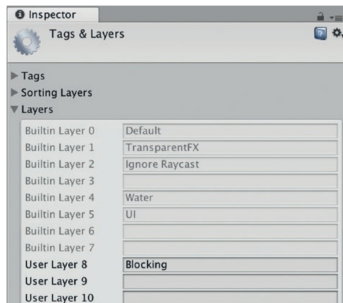 Inspector
Tags & Layers
Tags
Sorting Layers
Layers
Builtin Layer 0 Default
Builtin Layer 1 TransparentFX
Builtin Layer 2 Ignore Raycast
Builtin Layer 3
Builtin Layer 4 Water
Builtin Layer 5 UI
Builtin Layer 6
Builtin Layer 7
User Layer 8 Blocking
User Layer 9
User Layer 10